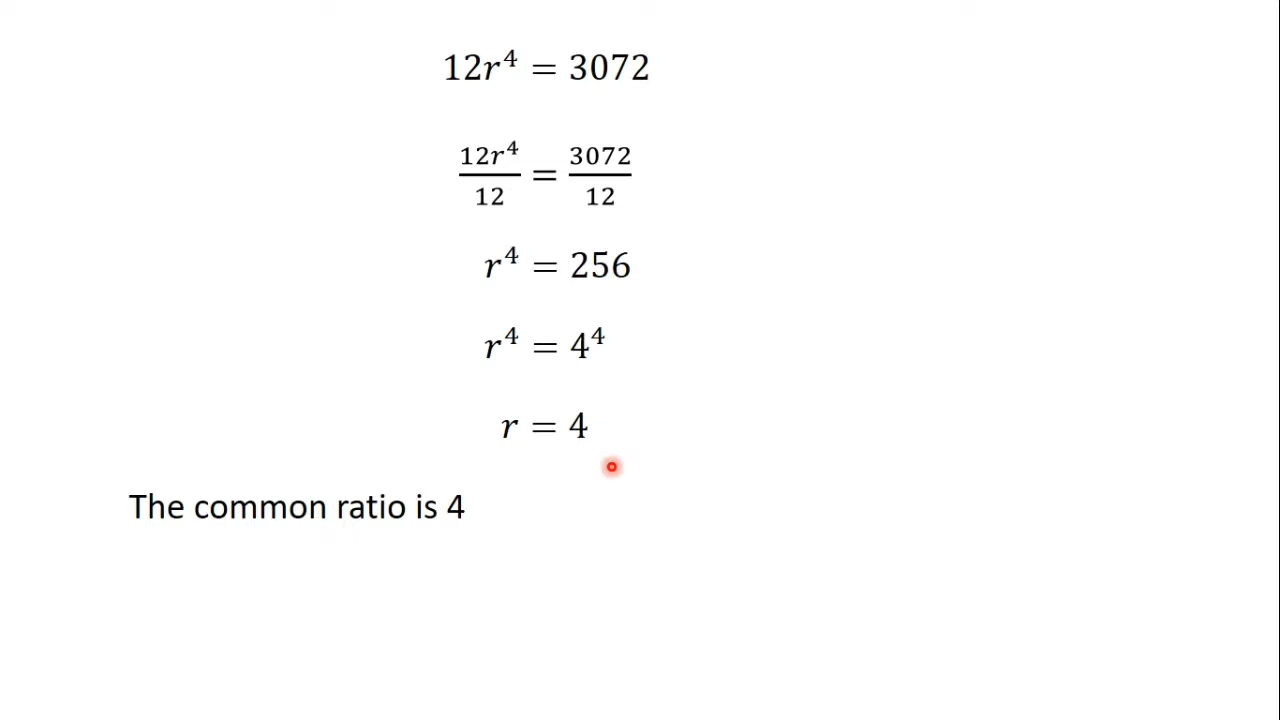 12r⁴ = 3072
12r⁴/12 = 3072/12
r⁴ = 256
r⁴ = 4⁴
r = 4
The common ratio is 4